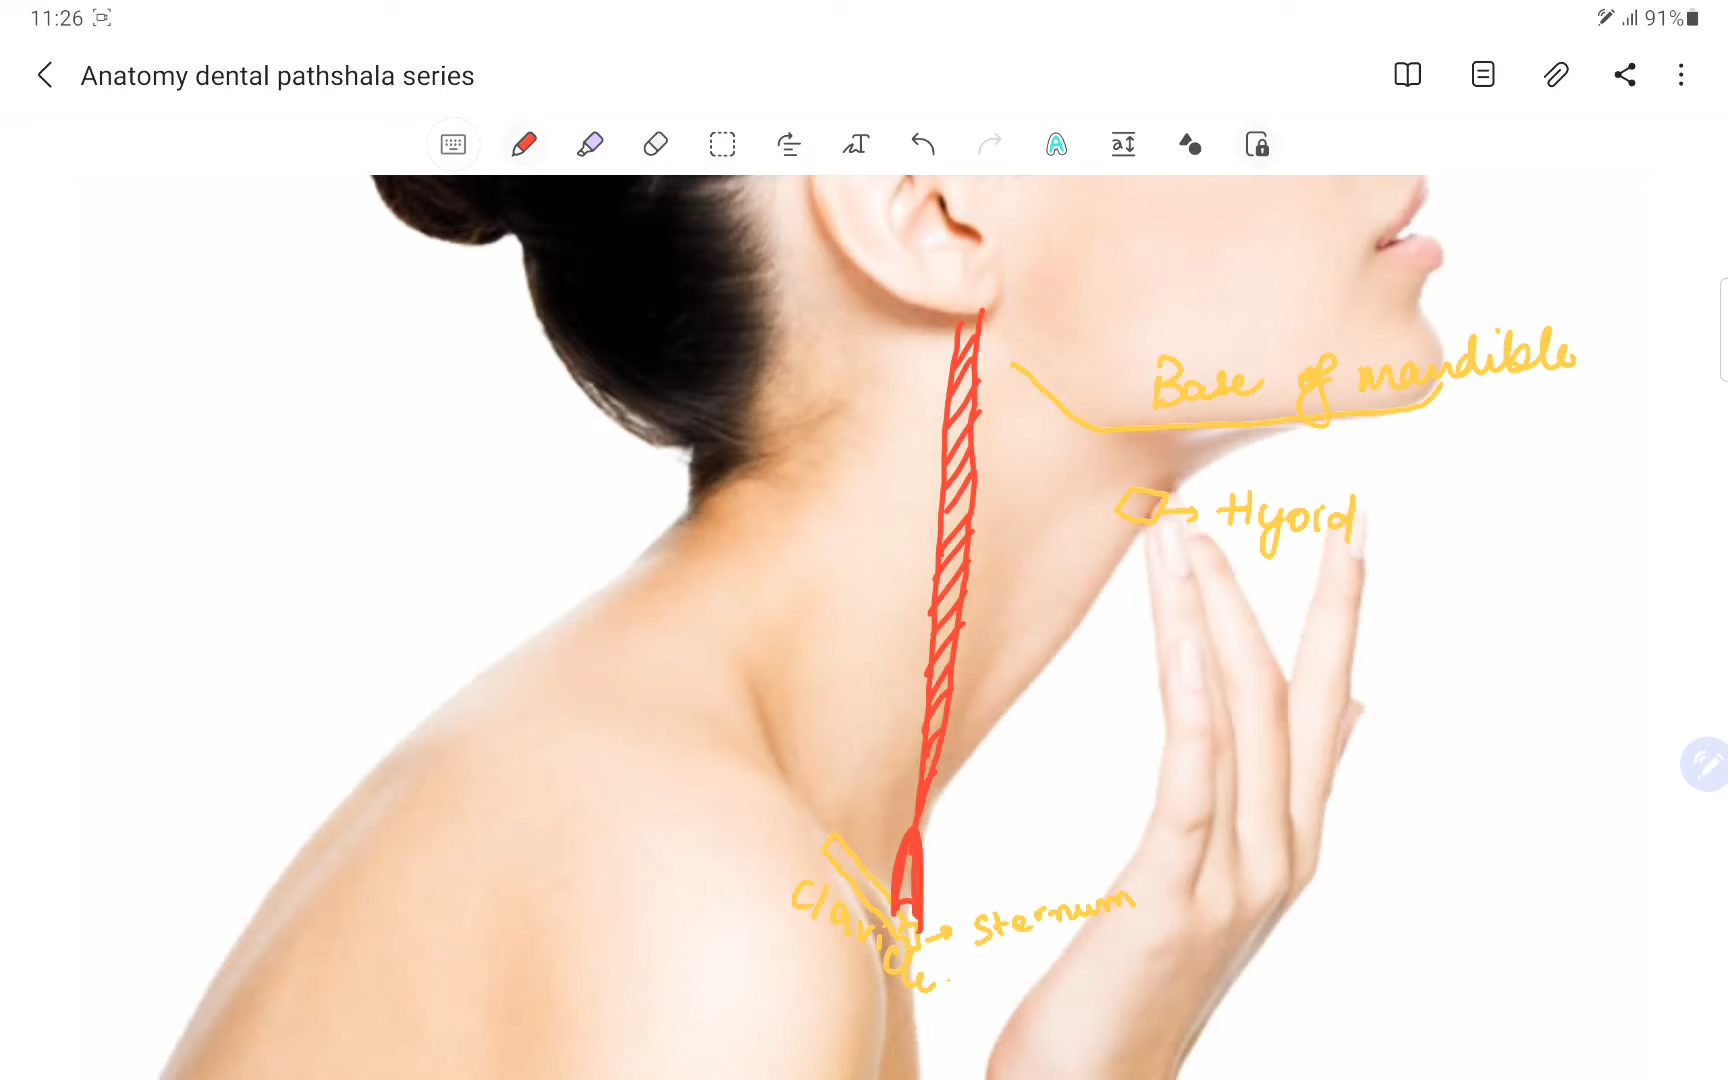 11:26
91%
Anatomy dental pathshala series
Base of mandible
Hyoid
Clavicle
sternum